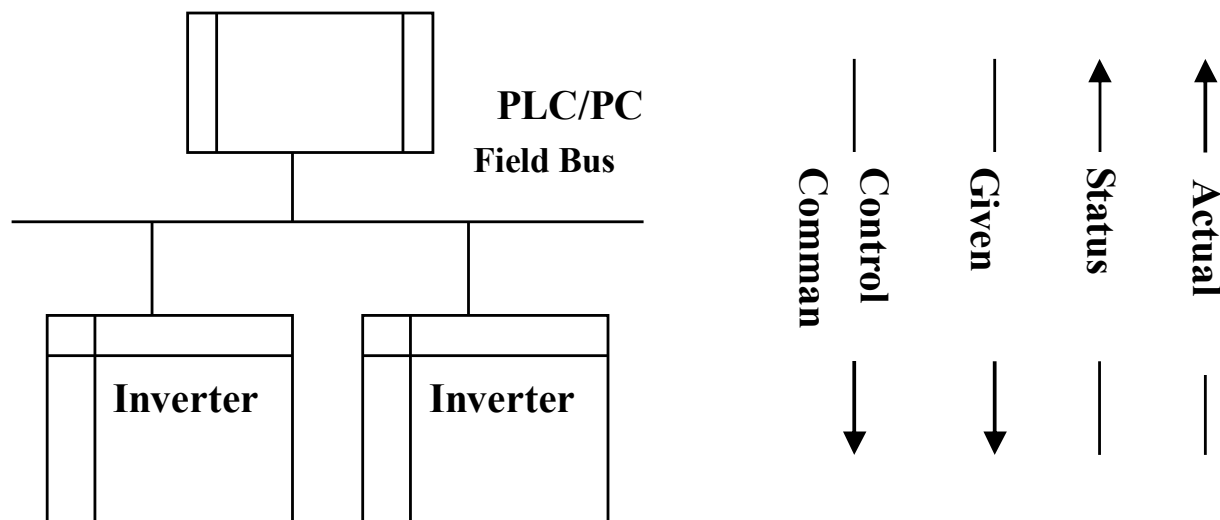 PLC/PC
Field Bus
Inverter
Inverter
Control
Comman
Given
Status
Actual